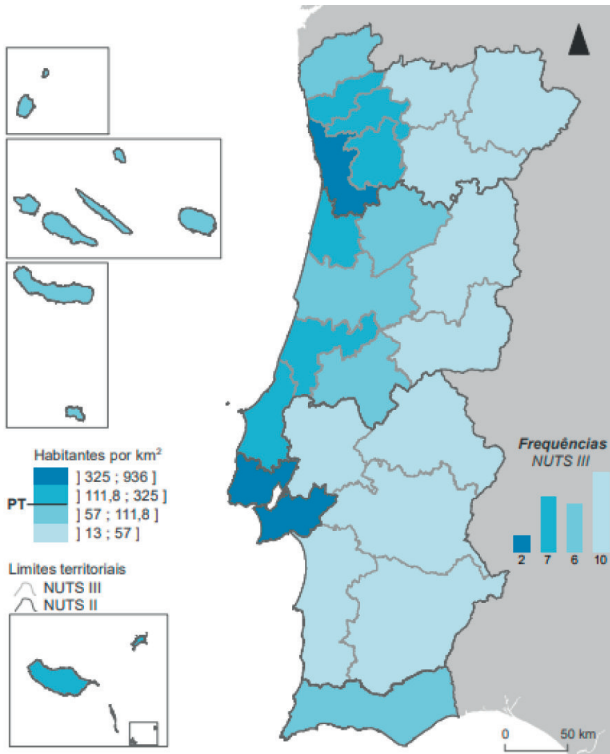 Habitantes por km²
] 325 ; 936 ]
] 111,8 ; 325 ]
PT
] 57 ; 111,8 ]
] 13 ; 57 ]
Limites territoriais
NUTS III
NUTS II
Frequências
NUTS III
2 7 6 10
0 50 km